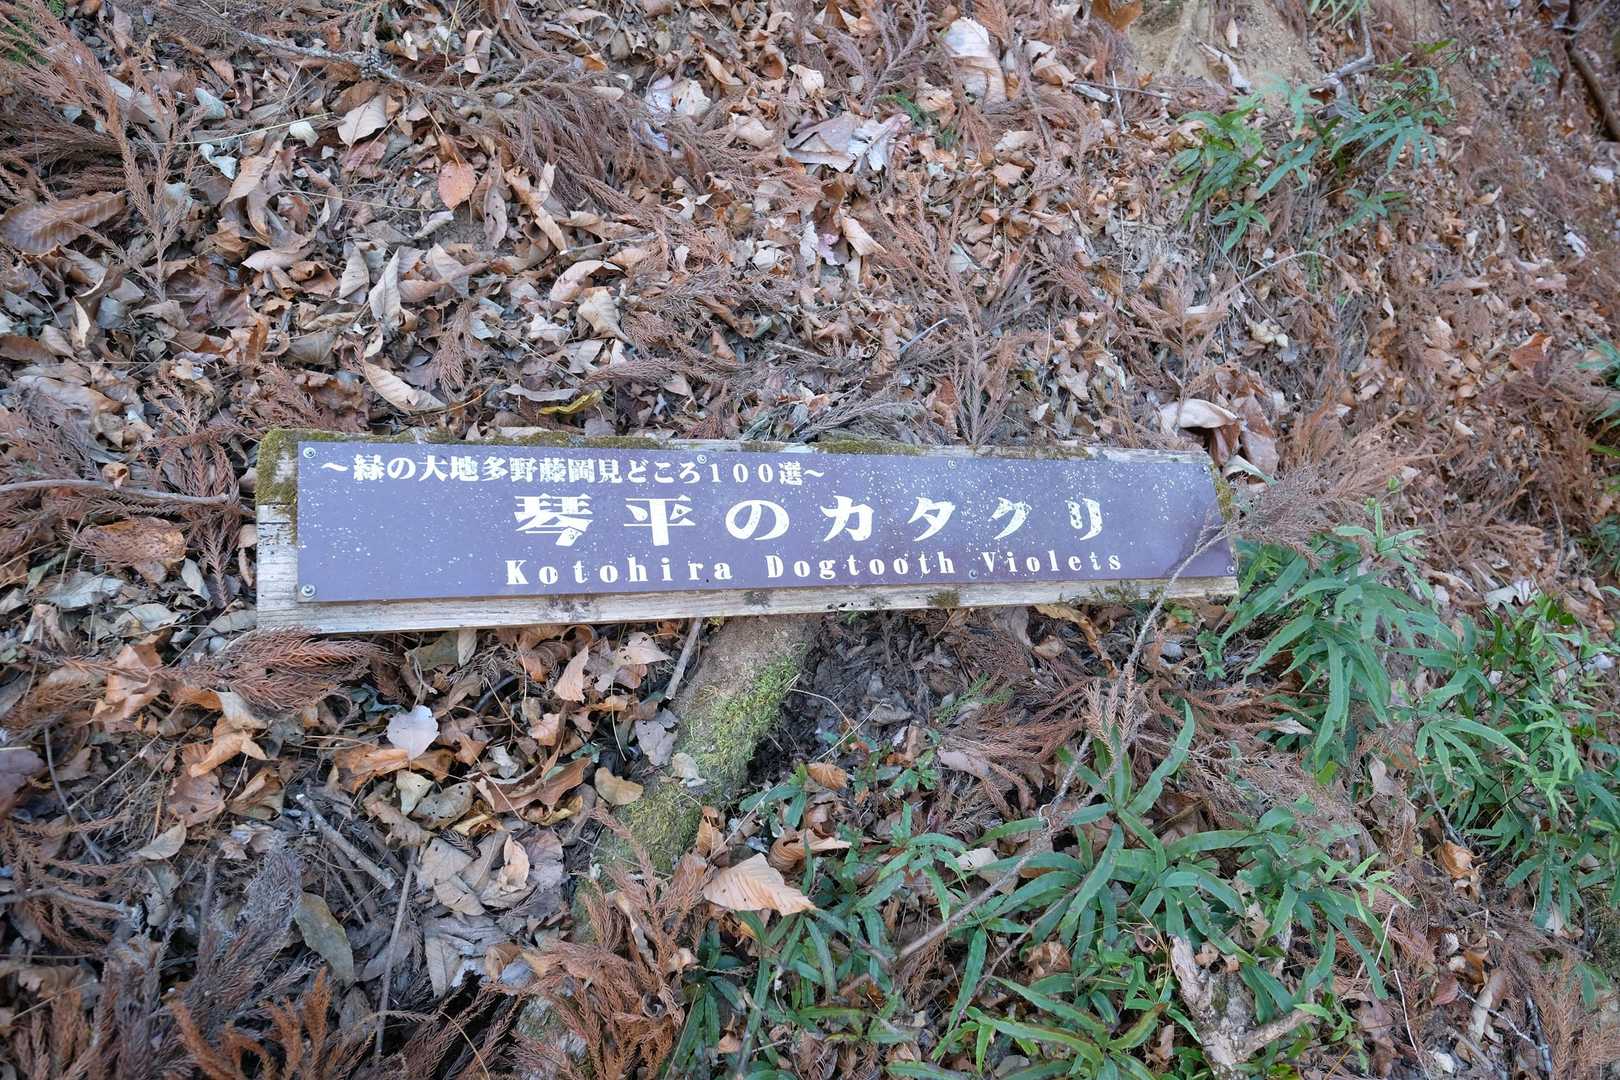 ～緑の大地多野藤岡見どころ１００選～
琴平のカタクリ
Kotohira Dogtooth Violets